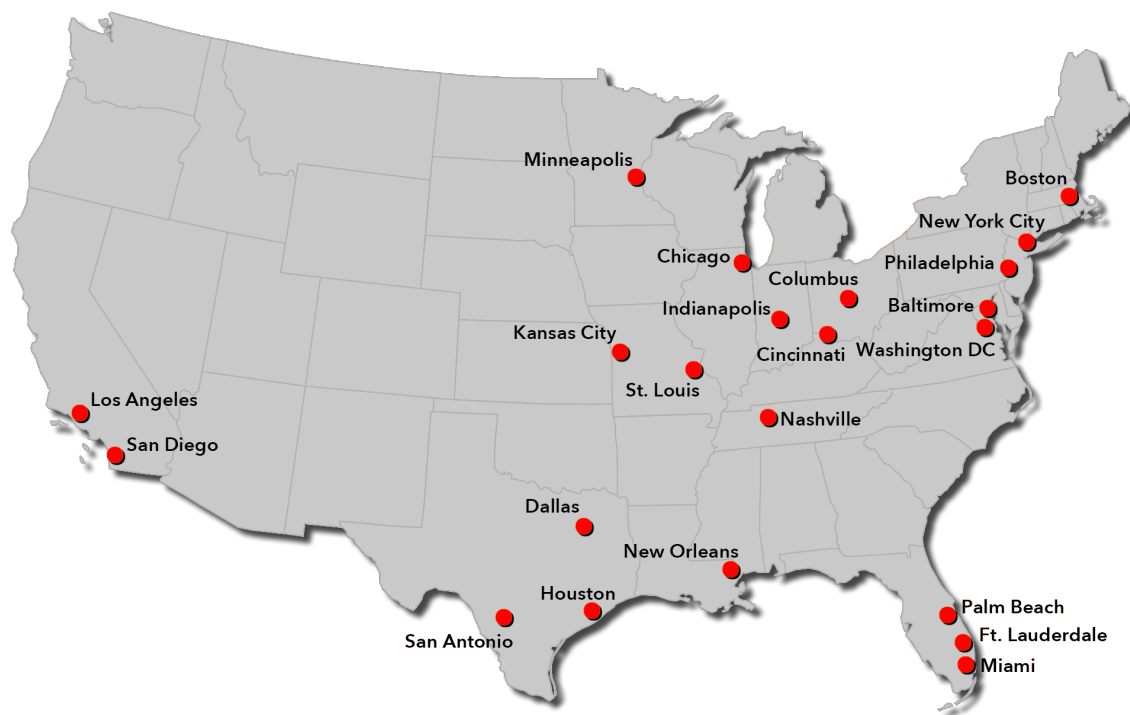 Minneapolis
Boston
New York City
Chicago
Philadelphia
Columbus
Baltimore
Indianapolis
Kansas City
Cincinnati
Washington DC
St. Louis
Los Angeles
Nashville
San Diego
Dallas
New Orleans
Houston
Palm Beach
Ft. Lauderdale
San Antonio
Miami